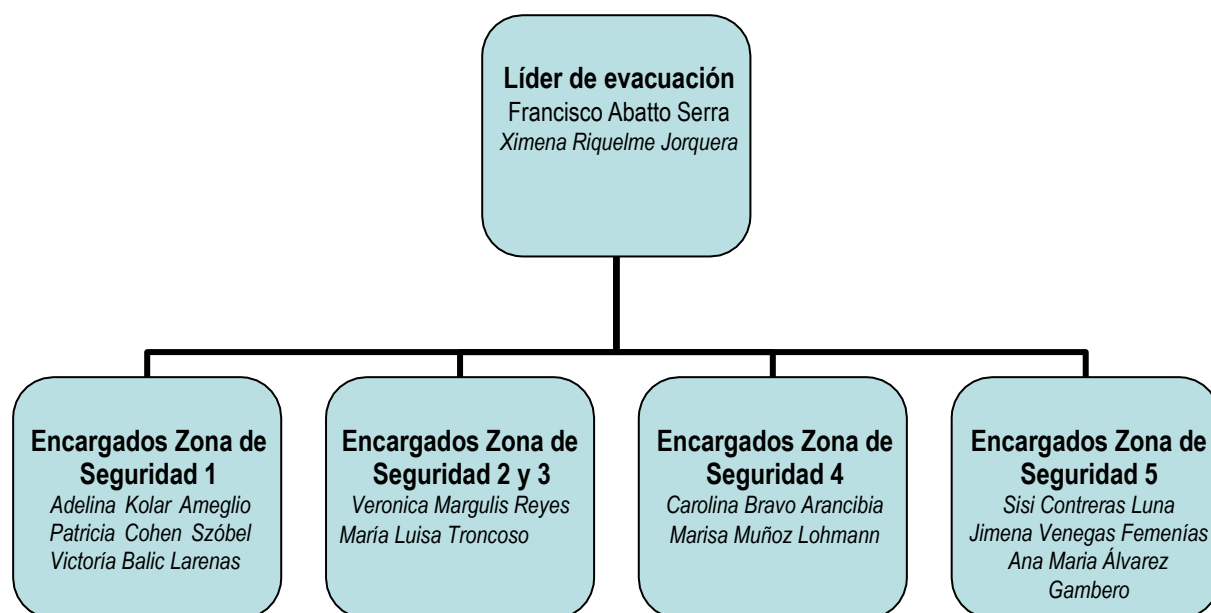 Líder de evacuación
Francisco Abatto Serra
Ximena Riquelme Jorquera
Encargados Zona de
Seguridad 1
Adelina Kolar Ameglio
Patricia Cohen Szóbel
Victoría Balic Larenas
Encargados Zona de
Seguridad 2 y 3
Veronica Margulis Reyes
María Luisa Troncoso
Encargados Zona de
Seguridad 4
Carolina Bravo Arancibia
Marisa Muñoz Lohmann
Encargados Zona de
Seguridad 5
Sisi Contreras Luna
Jimena Venegas Femenías
Ana Maria Álvarez
Gambero